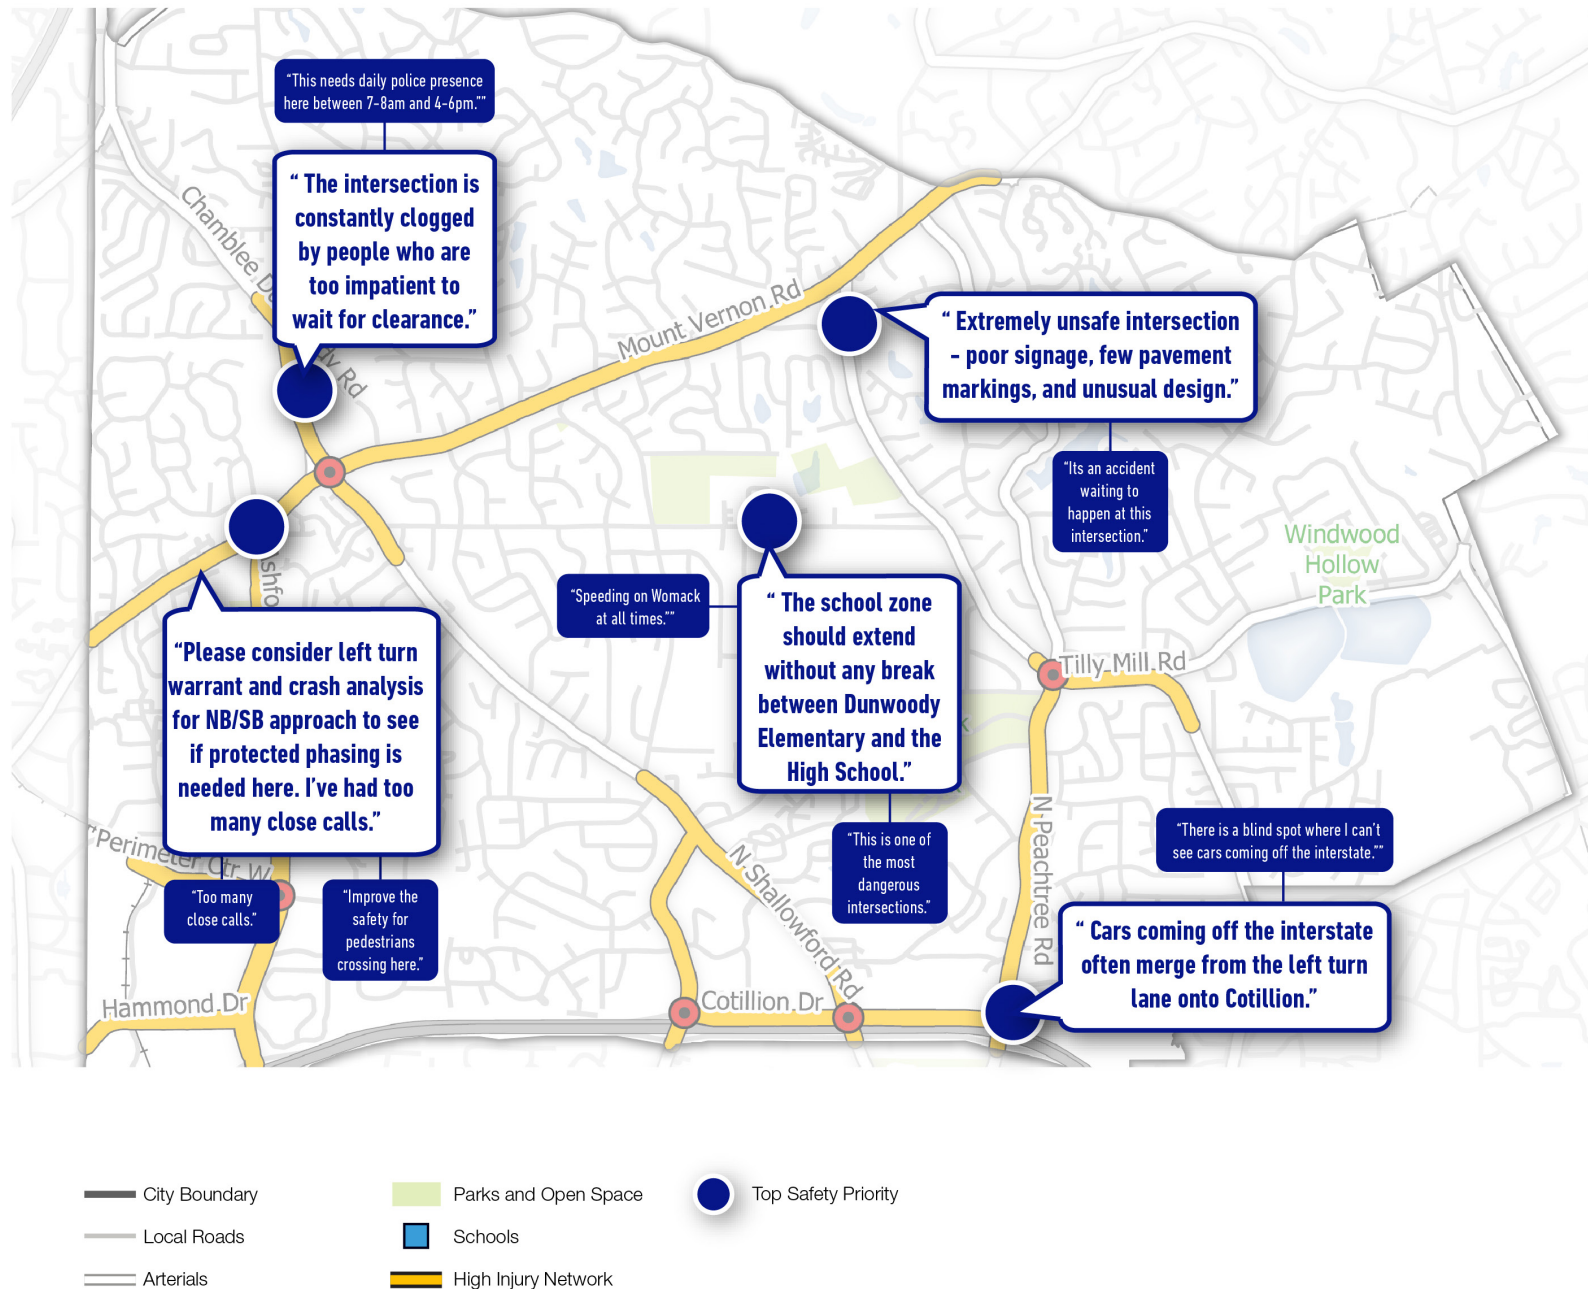 “This needs daily police presence
here between 7-8am and 4-6pm.””
“ The intersection is
constantly clogged
by people who are
too impatient to
wait for clearance.”
Chamblee D
dy Rd
Mount Vernon Rd
“ Extremely unsafe intersection
- poor signage, few pavement
markings, and unusual design.”
“Its an accident
waiting to
happen at this
intersection.”
Windwood
Hollow
Park
shfo
“Speeding on Womack
at all times.””
“ The school zone
should extend
without any break
between Dunwoody
Elementary and the
High School.”
“Please consider left turn
warrant and crash analysis
for NB/SB approach to see
if protected phasing is
needed here. I’ve had too
many close calls.”
Tilly Mill Rd
k
N Peachtree Rd
“There is a blind spot where I can’t
see cars coming off the interstate.””
“This is one of
the most
dangerous
intersections.”
N Shallowford Rd
Perimeter Ctr W
“Too many
close calls.”
“Improve the
safety for
pedestrians
crossing here.”
“ Cars coming off the interstate
often merge from the left turn
lane onto Cotillion.”
Hammond Dr
Cotillion Dr
City Boundary
Local Roads
Arterials
Parks and Open Space
Schools
High Injury Network
Top Safety Priority